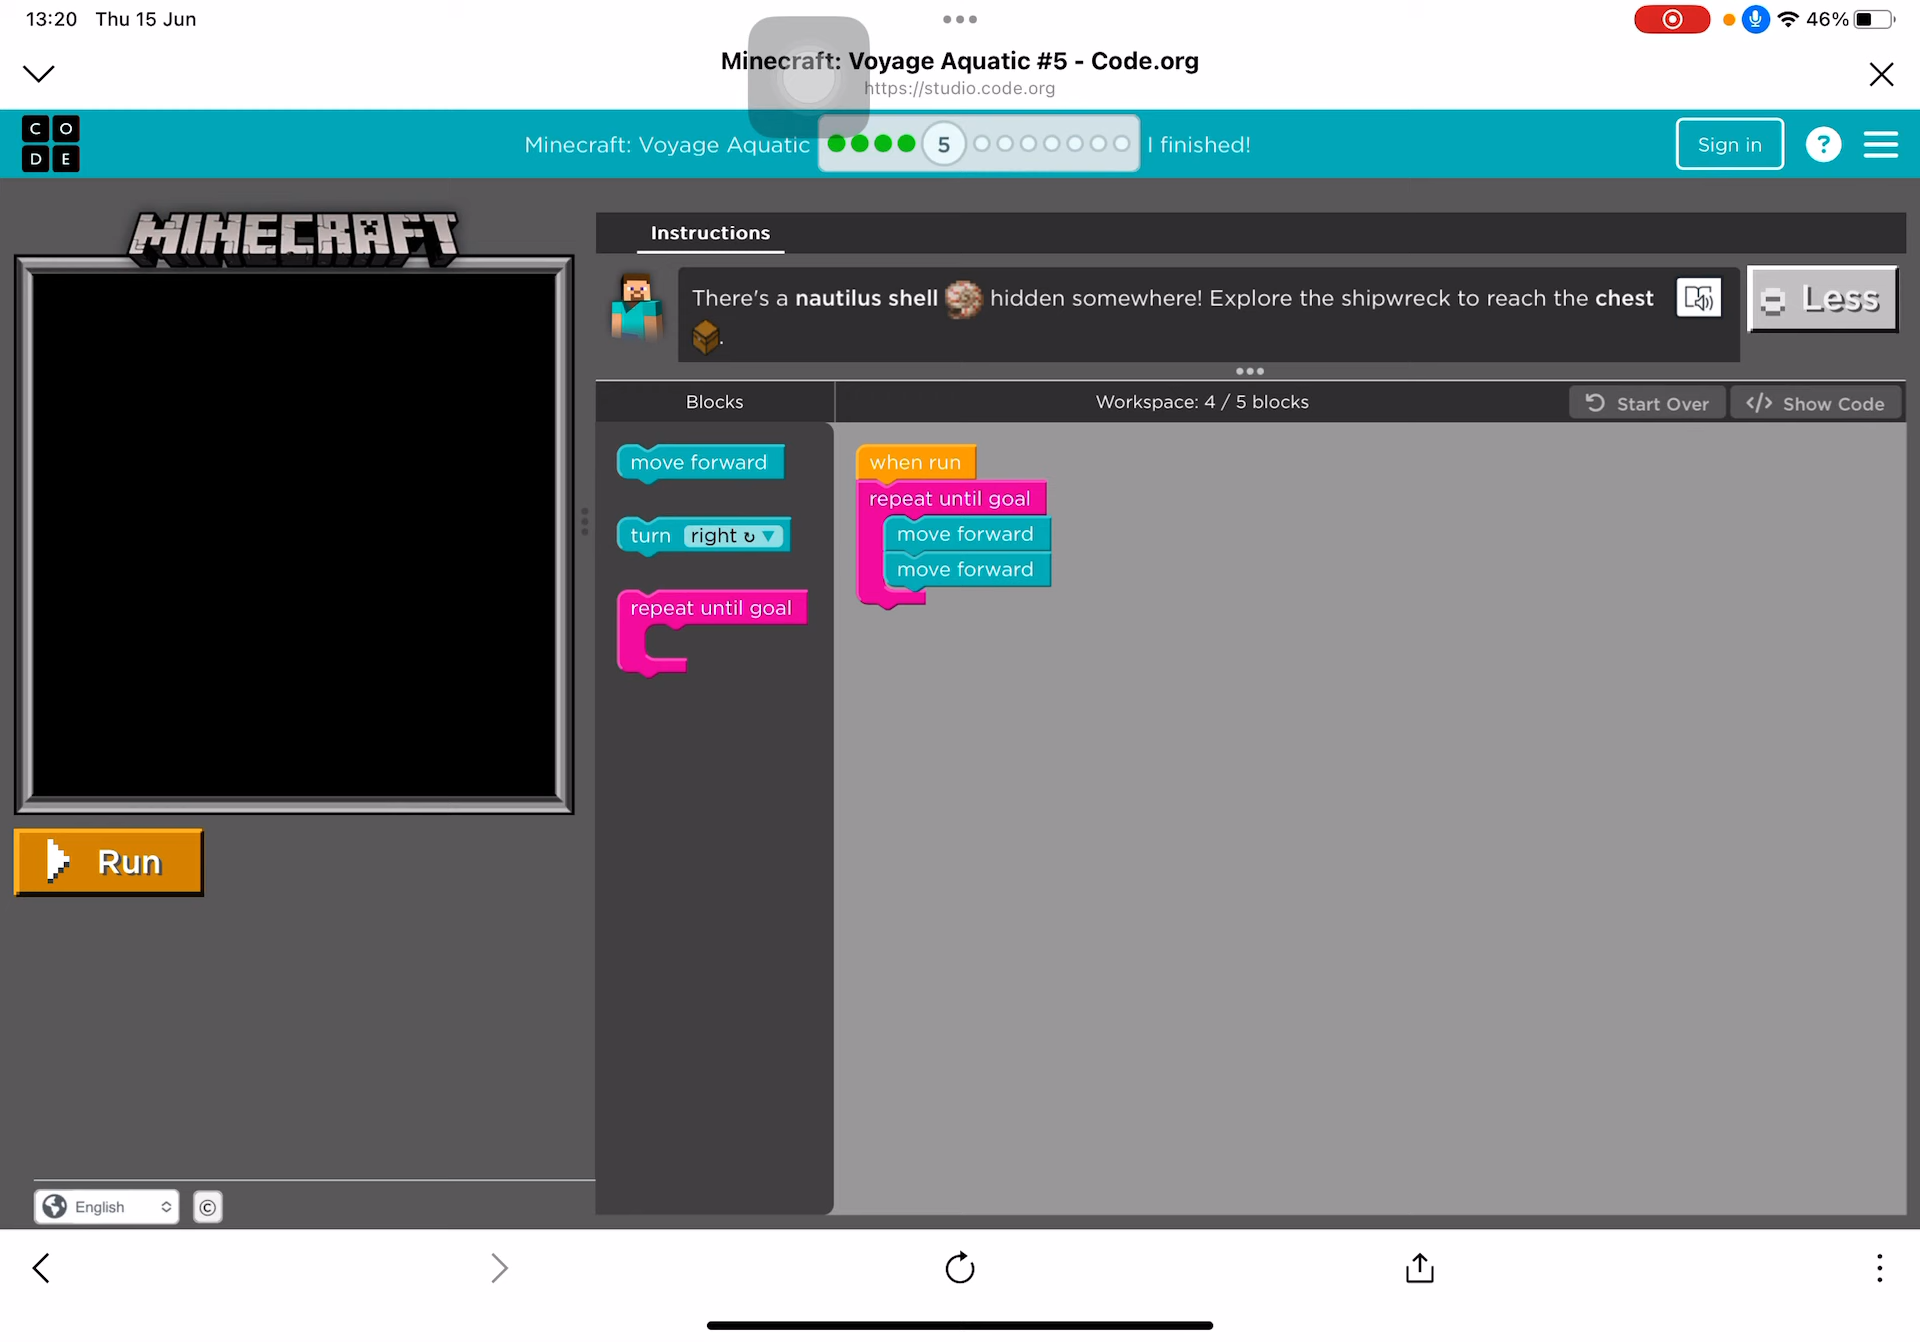 13:20 Thu 15 Jun
46%
Minecraft: Voyage Aquatic #5 - Code.org
https://studio.code.org
CODE
Minecraft: Voyage Aquatic
5
I finished!
Sign in
?
MINECRAFT
Instructions
There's a nautilus shell hidden somewhere! Explore the shipwreck to reach the chest
.
Less
Blocks
Workspace: 4 / 5 blocks
Start Over
</> Show Code
move forward
turn right ↻ ▼
repeat until goal
when run
repeat until goal
move forward
move forward
Run
English
©